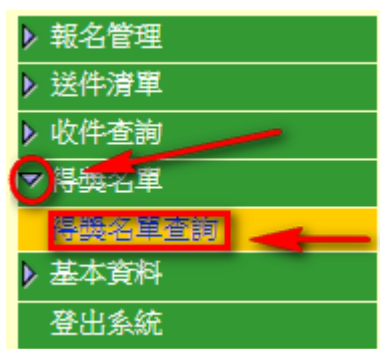 報名管理
送件清單
收件查詢
得獎名單
得獎名單查詢
基本資料
登出系統